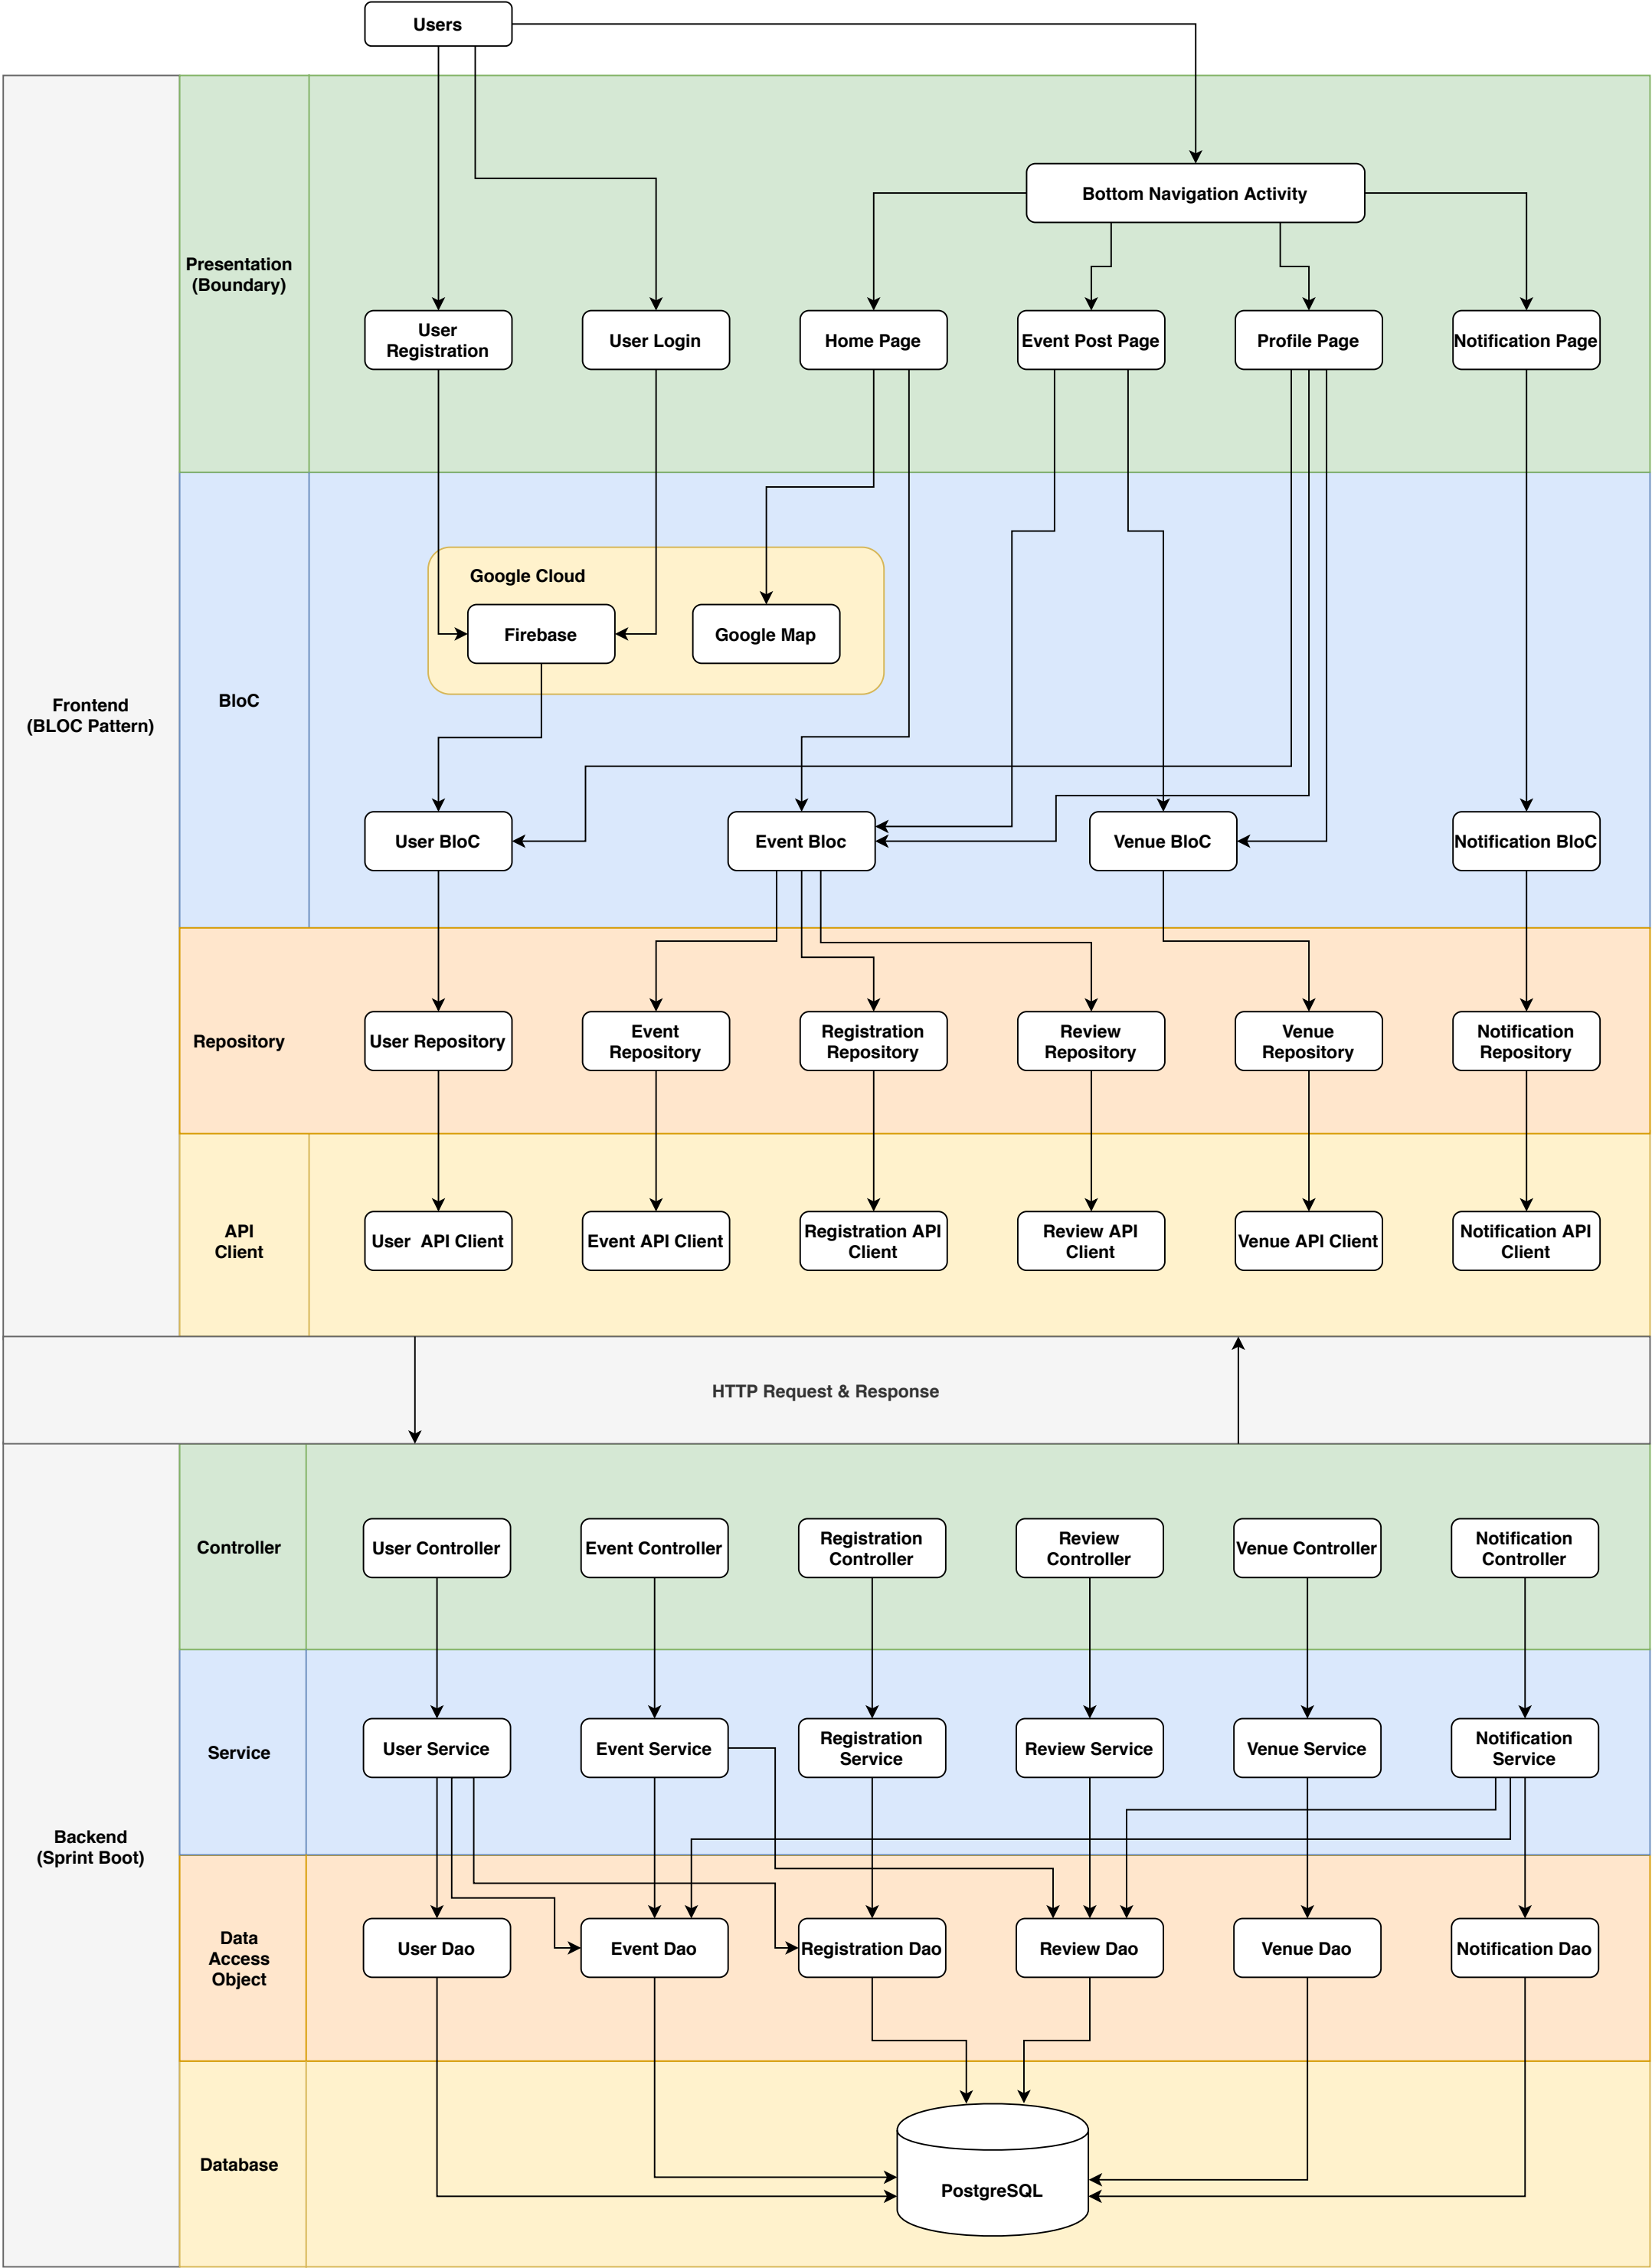 Users
Bottom Navigation Activity
Presentation
(Boundary)
User
Registration
User Login
Home Page
Event Post Page
Profile Page
Notification Page
Google Cloud
Firebase
Google Map
Frontend
(BLOC Pattern)
BloC
User BloC
Event Bloc
Venue BloC
Notification BloC
Repository
User Repository
Event
Repository
Registration
Repository
Review
Repository
Venue
Repository
Notification
Repository
API
Client
User  API Client
Event API Client
Registration API
Client
Review API
Client
Venue API Client
Notification API
Client
HTTP Request & Response
Controller
User Controller
Event Controller
Registration
Controller
Review
Controller
Venue Controller
Notification
Controller
Service
User Service
Event Service
Registration
Service
Review Service
Venue Service
Notification
Service
Backend
(Sprint Boot)
Data
Access
Object
User Dao
Event Dao
Registration Dao
Review Dao
Venue Dao
Notification Dao
Database
PostgreSQL